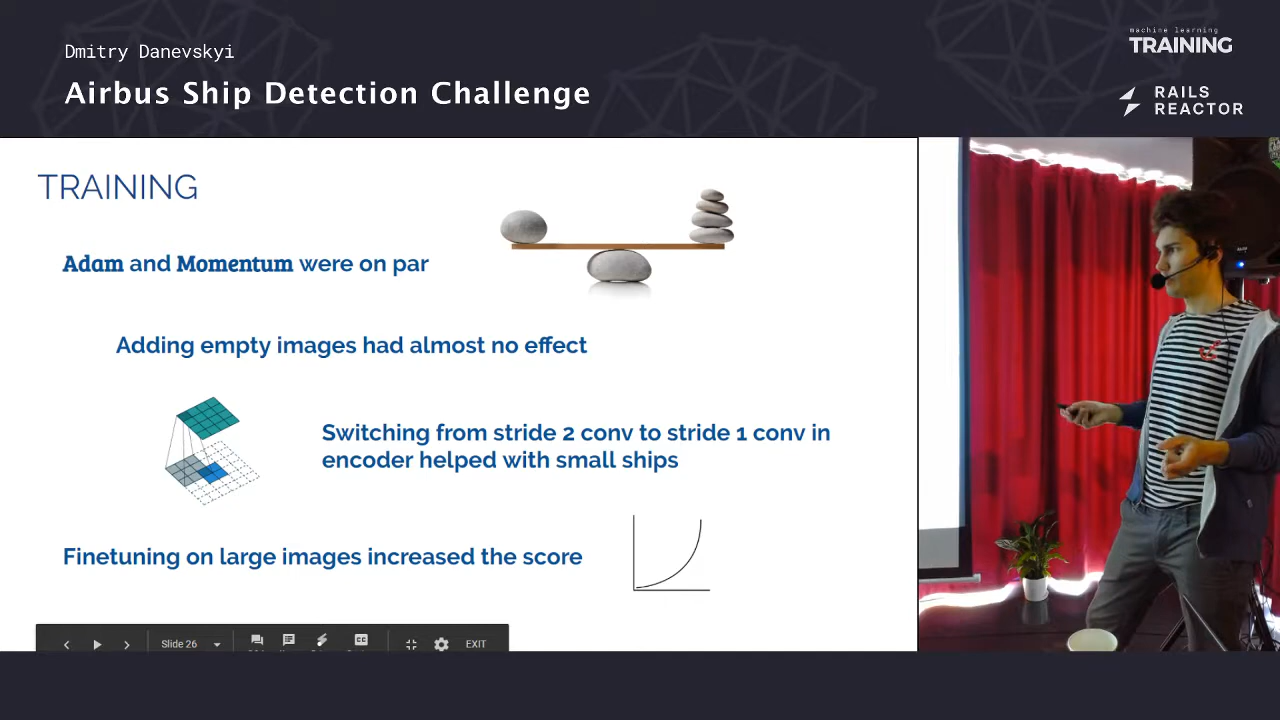 Dmitry Danevskyi
Airbus Ship Detection Challenge
machine learning
TRAINING
RAILS
REACTOR
TRAINING
Adam and Momentum were on par
Adding empty images had almost no effect
Switching from stride 2 conv to stride 1 conv in
encoder helped with small ships
Finetuning on large images increased the score
Slide 26
CC
EXIT